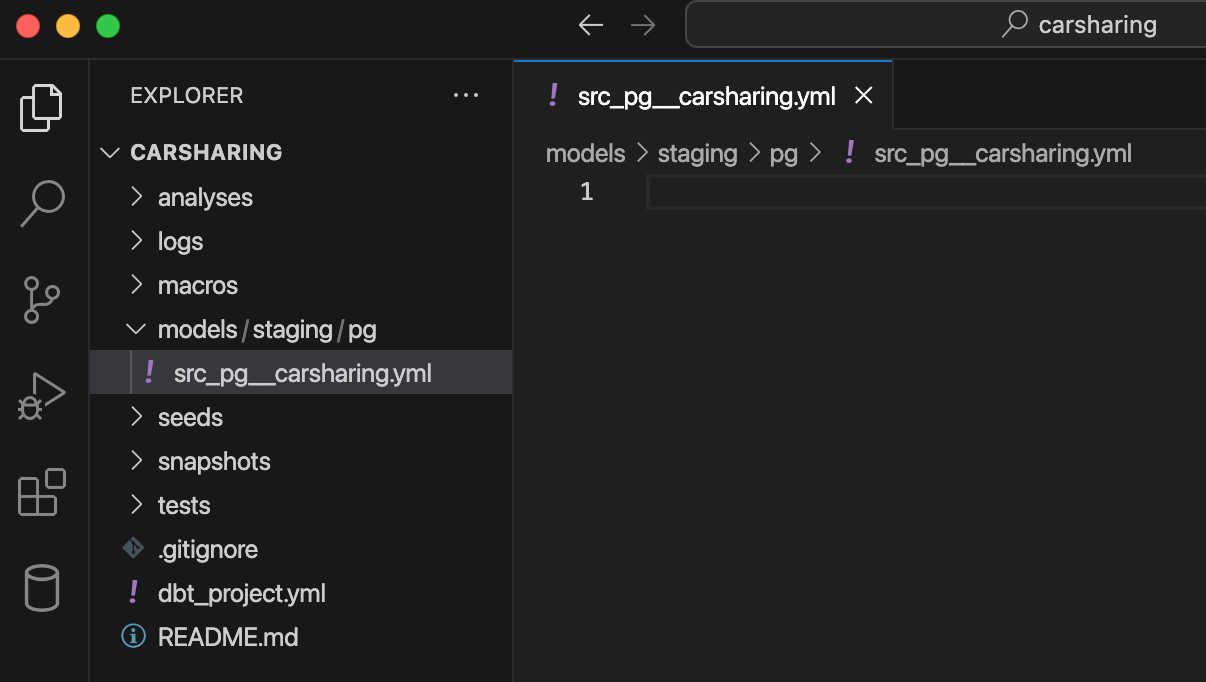 carsharing
EXPLORER
...
CARSHARING
analyses
logs
macros
models/staging/pg
! src_pg__carsharing.yml
seeds
snapshots
tests
.gitignore
! dbt_project.yml
README.md
! src_pg__carsharing.yml
models > staging > pg > ! src_pg__carsharing.yml
1